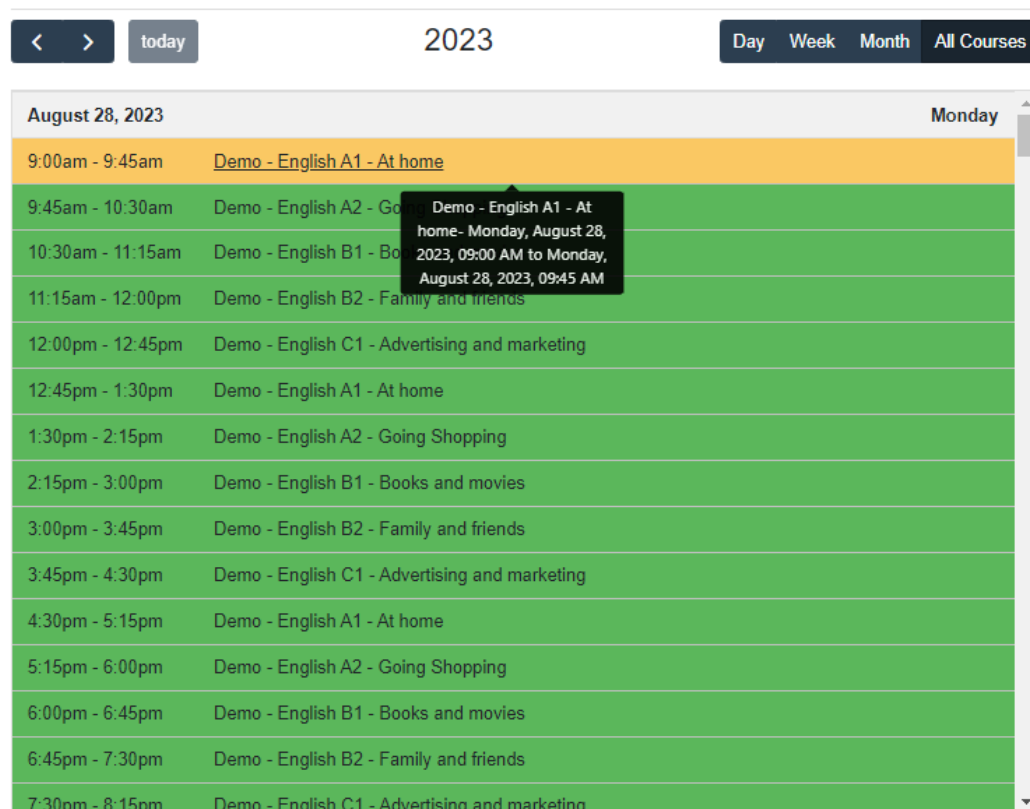 today 2023 Day Week Month All Courses
August 28, 2023 Monday
9:00am - 9:45am Demo - English A1 - At home
9:45am - 10:30am Demo - English A2 - Going
Demo - English A1 - At
home- Monday, August 28,
2023, 09:00 AM to Monday,
August 28, 2023, 09:45 AM
10:30am - 11:15am Demo - English B1 -
11:15am - 12:00pm Demo - English B2 - Family and friends
12:00pm - 12:45pm Demo - English C1 - Advertising and marketing
12:45pm - 1:30pm Demo - English A1 - At home
1:30pm - 2:15pm Demo - English A2 - Going Shopping
2:15pm - 3:00pm Demo - English B1 - Books and movies
3:00pm - 3:45pm Demo - English B2 - Family and friends
3:45pm - 4:30pm Demo - English C1 - Advertising and marketing
4:30pm - 5:15pm Demo - English A1 - At home
5:15pm - 6:00pm Demo - English A2 - Going Shopping
6:00pm - 6:45pm Demo - English B1 - Books and movies
6:45pm - 7:30pm Demo - English B2 - Family and friends
7:30pm - 8:15pm Demo - English C1 - Advertising and marketing